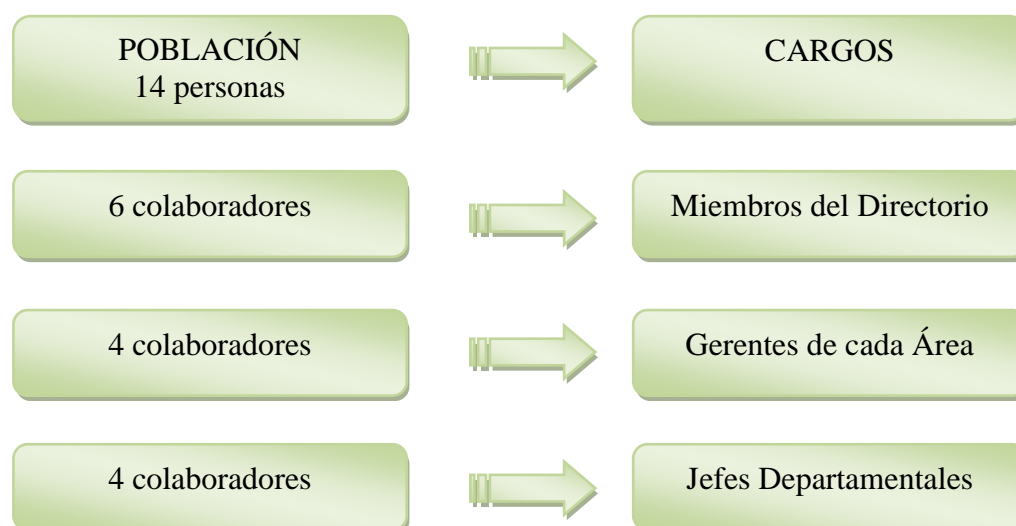 POBLACIÓN
14 personas
CARGOS
6 colaboradores
Miembros del Directorio
4 colaboradores
Gerentes de cada Área
4 colaboradores
Jefes Departamentales